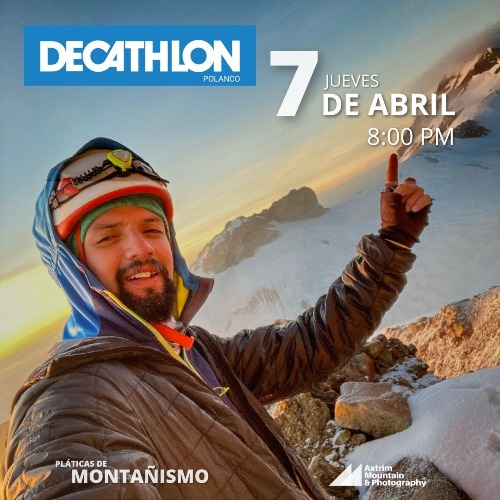 DECATHLON
POLANCO
7 JUEVES
DE ABRIL
8:00 PM
PLÁTICAS DE
MONTAÑISMO
Axtrim
Mountain
& Photography